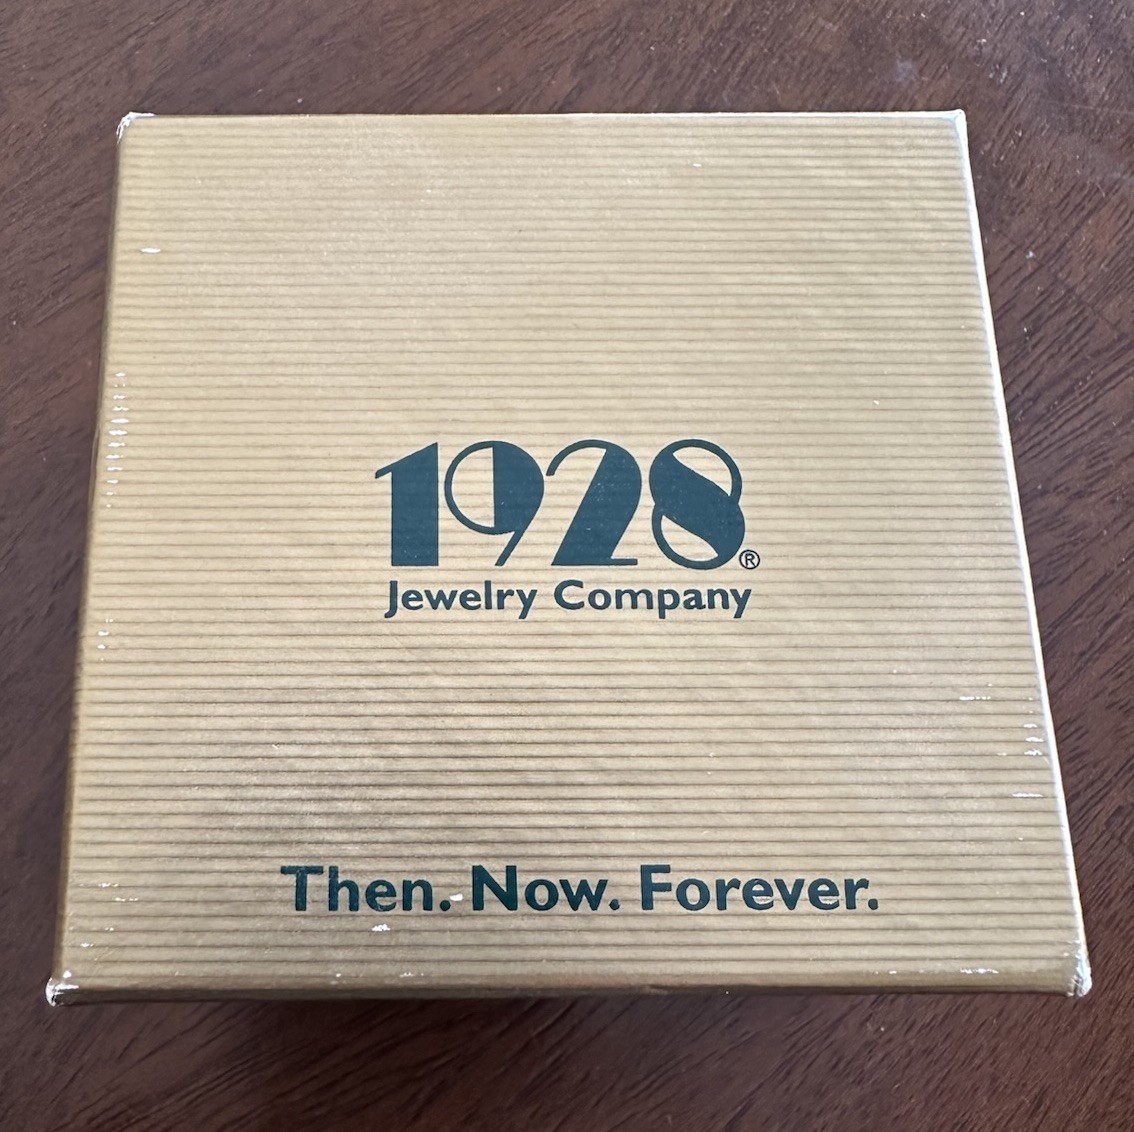 1928®
Jewelry Company
Then. Now. Forever.